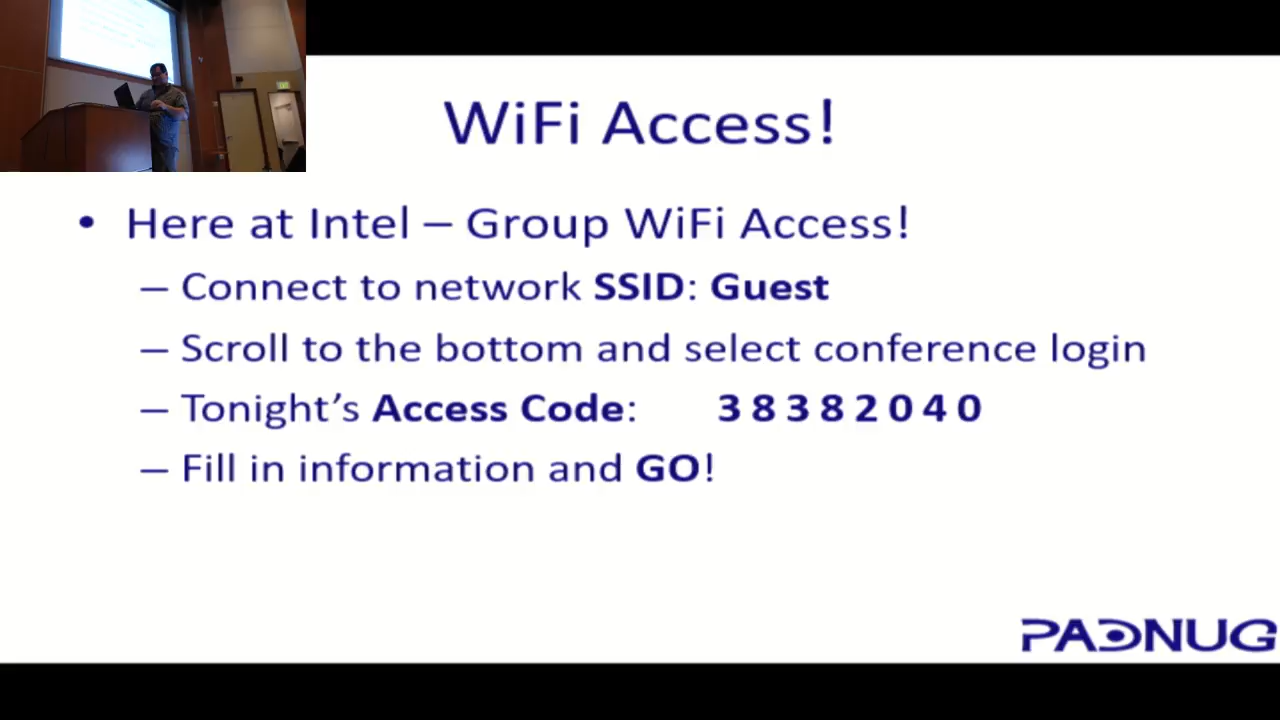 WiFi Access!
• Here at Intel – Group WiFi Access!
– Connect to network SSID: Guest
– Scroll to the bottom and select conference login
– Tonight's Access Code: 3 8 3 8 2 0 4 0
– Fill in information and GO!
PADNUG